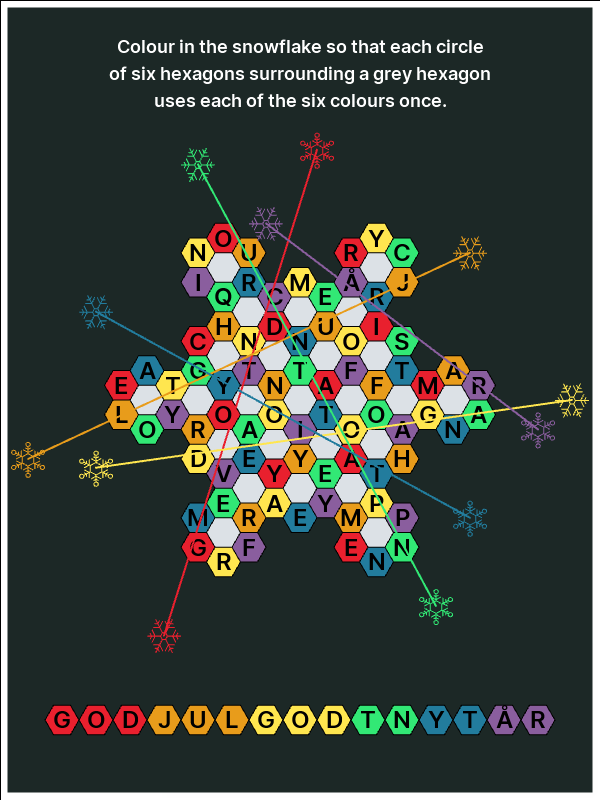 Colour in the snowflake so that each circle
of six hexagons surrounding a grey hexagon
uses each of the six colours once.
O Y
N U R C
I R M Å J
Q C E R
H D U I
C N N O S
A G T T F T A
E T Y N A F M R
L Y O O O G A
O R A I O A N
D E Y A H
V Y E T
E A Y P
M R E M P
G F E N
R N
GODJULGODTNYTÅR